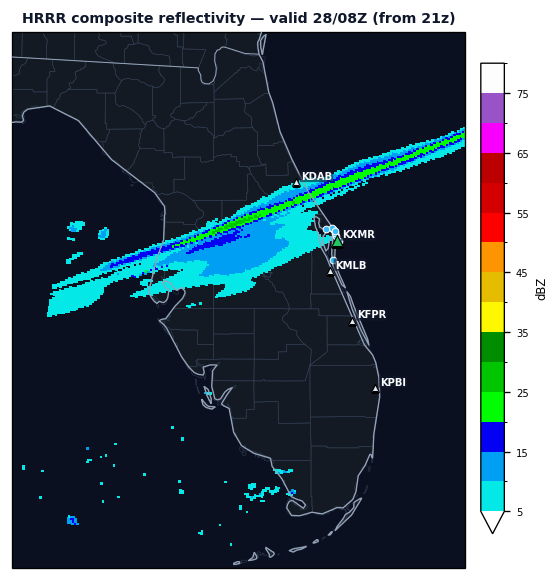 HRRR composite reflectivity — valid 28/08Z (from 21z)
KDAB
KXMR
KMLB
KFPR
KPBI
75
65
55
45
35
25
15
5
dBZ